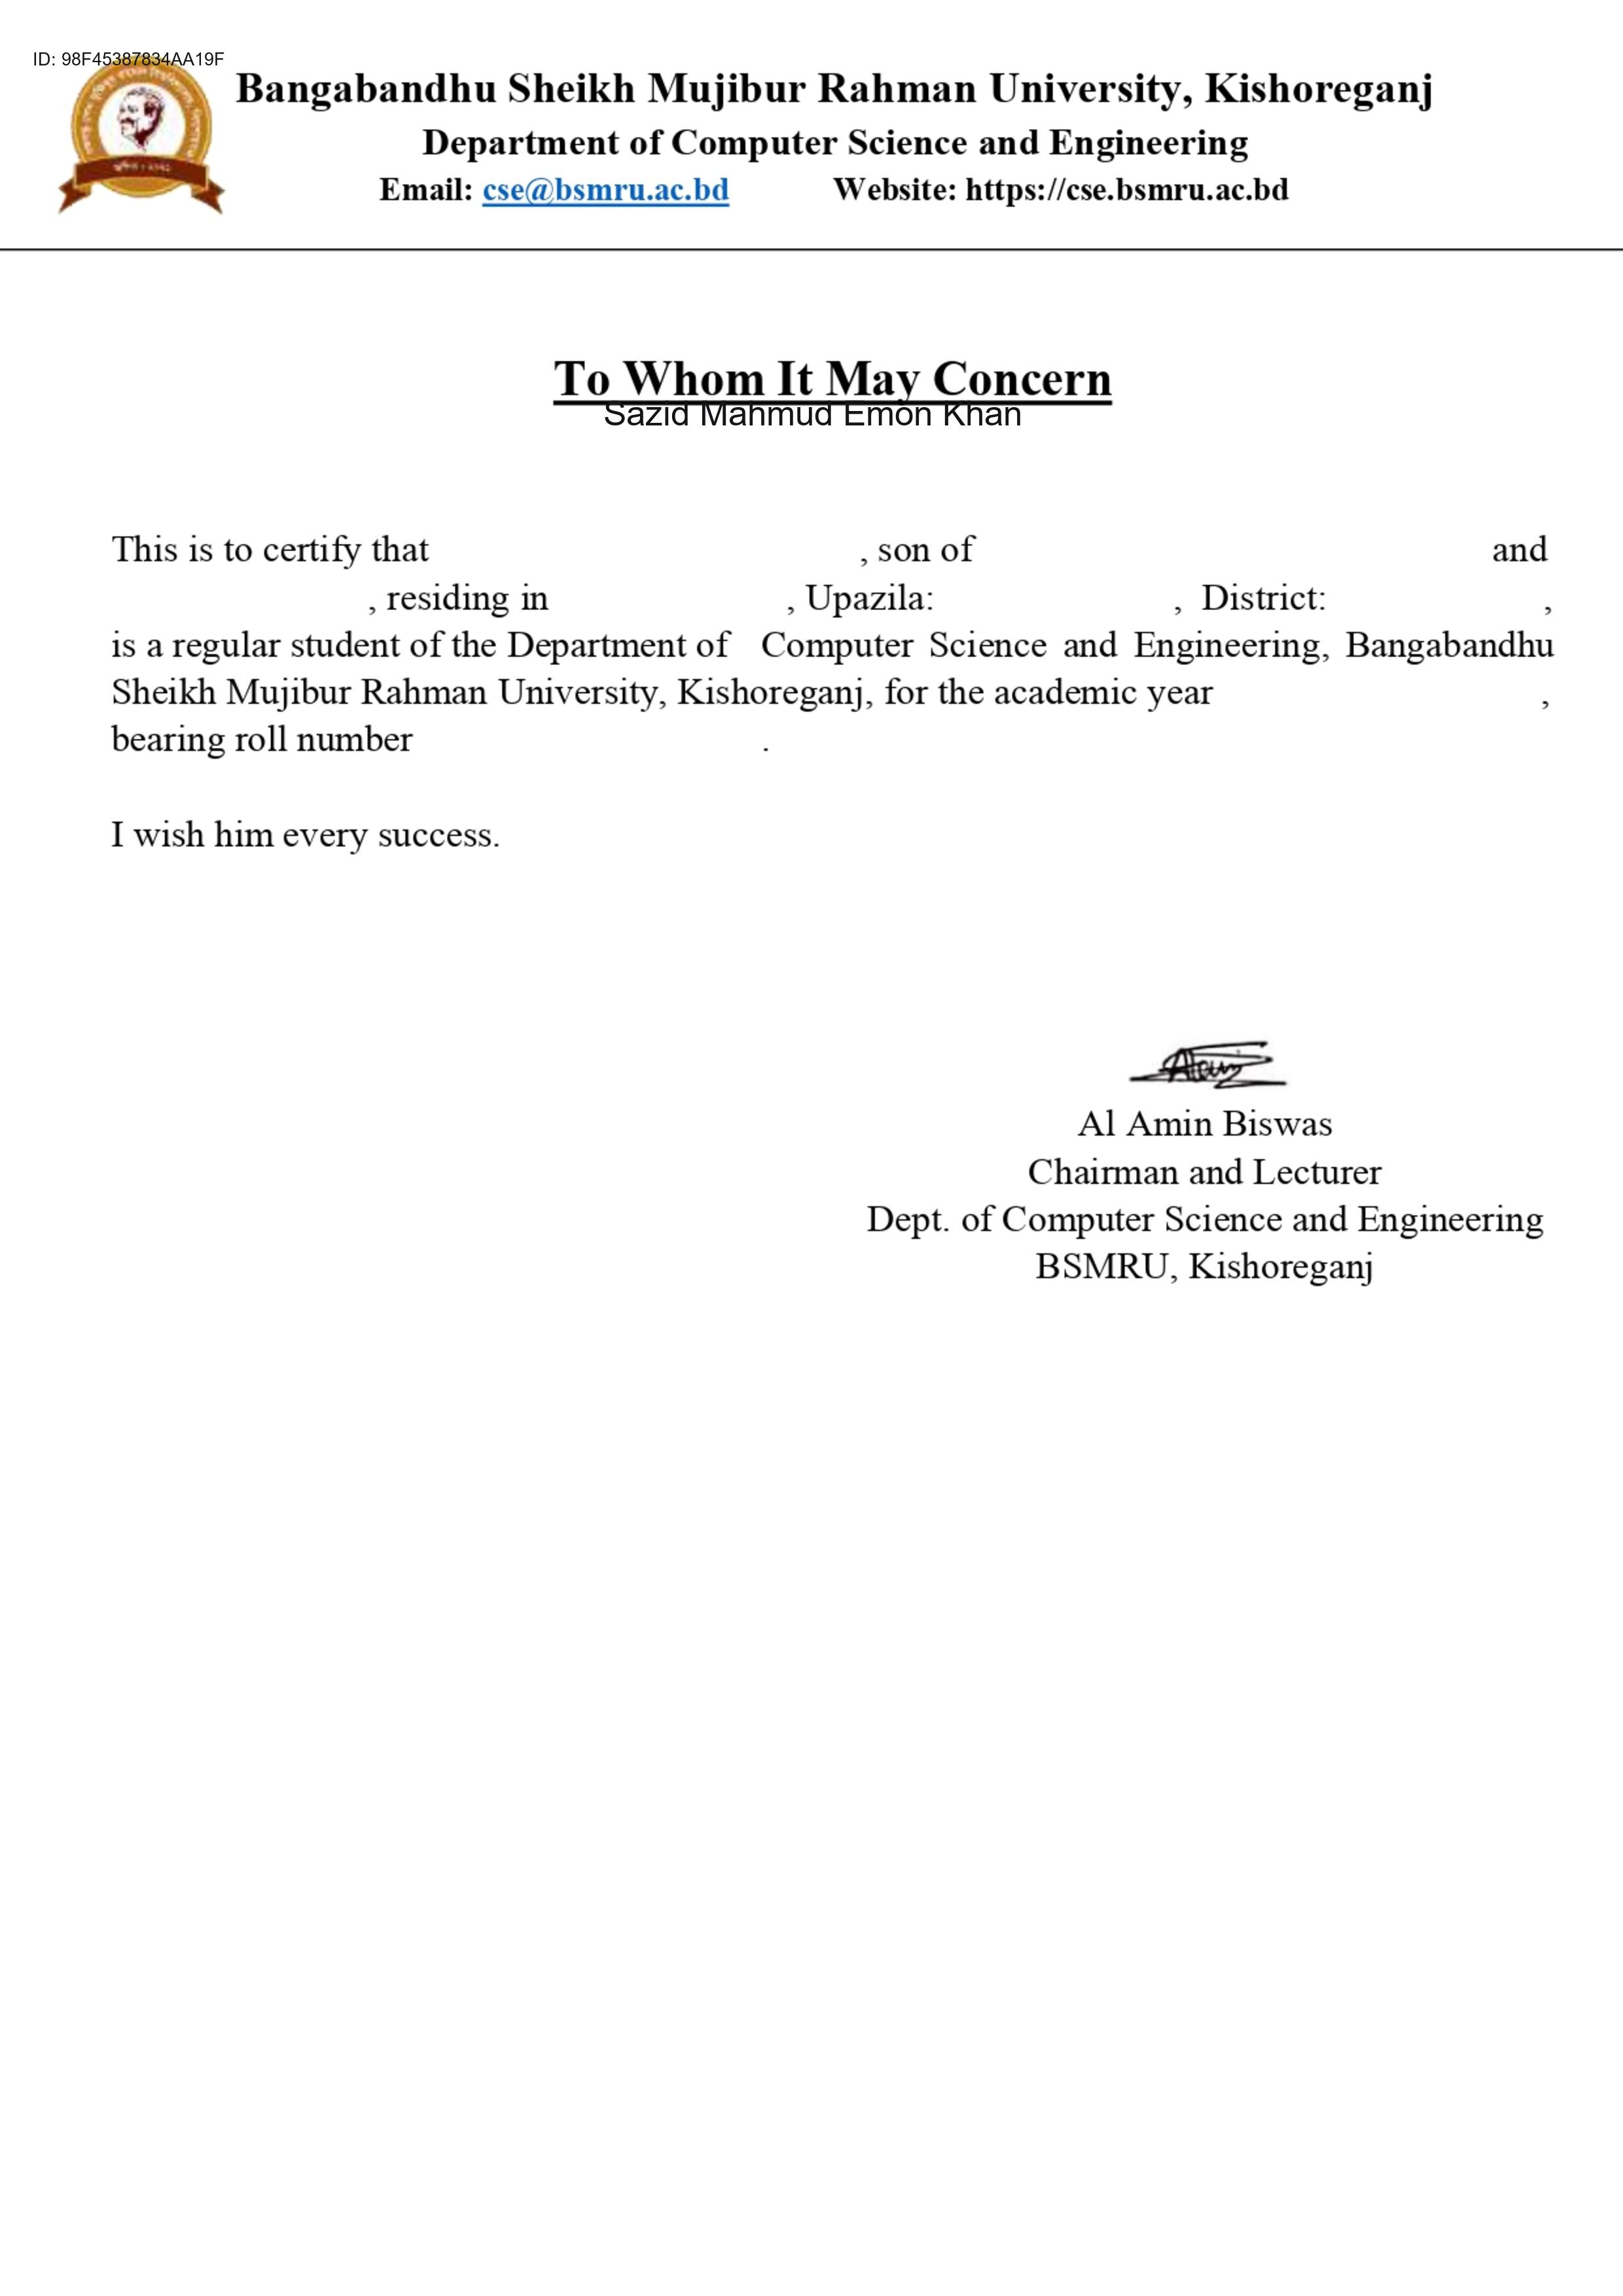 ID: 98F45387834AA19F
Bangabandhu Sheikh Mujibur Rahman University, Kishoreganj
Department of Computer Science and Engineering
Email: cse@bsmru.ac.bd Website: https://cse.bsmru.ac.bd
To Whom It May Concern
Sazid Mahmud Emon Khan
This is to certify that , son of and
, residing in , Upazila: , District: ,
is a regular student of the Department of Computer Science and Engineering, Bangabandhu
Sheikh Mujibur Rahman University, Kishoreganj, for the academic year ,
bearing roll number .
I wish him every success.
Al Amin Biswas
Chairman and Lecturer
Dept. of Computer Science and Engineering
BSMRU, Kishoreganj